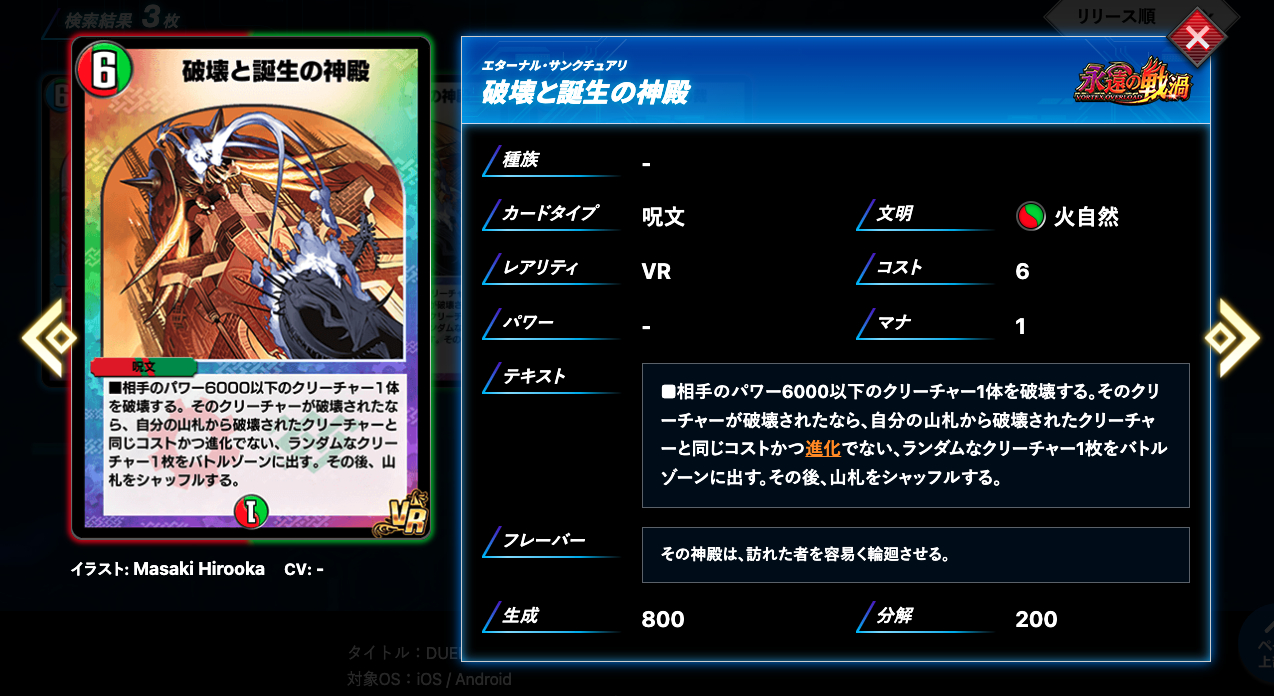 検索結果 3枚
リリース順
6
破壊と誕生の神殿
呪文
■相手のパワー6000以下のクリーチャー1体
を破壊する。そのクリーチャーが破壊されたな
ら、自分の山札から破壊されたクリーチャーと
同じコストかつ進化でない、ランダムなクリー
チャー1枚をバトルゾーンに出す。その後、山
札をシャッフルする。
1
VR
イラスト: Masaki Hirooka CV: -
エターナル・サンクチュアリ
破壊と誕生の神殿
永遠の戦渦
VORTEX OVERLOAD
種族 -
カードタイプ 呪文 文明 火自然
レアリティ VR コスト 6
パワー - マナ 1
テキスト
■相手のパワー6000以下のクリーチャー1体を破壊する。そのクリ
ーチャーが破壊されたなら、自分の山札から破壊されたクリーチャ
ーと同じコストかつ進化でない、ランダムなクリーチャー1枚をバトル
ゾーンに出す。その後、山札をシャッフルする。
フレーバー その神殿は、訪れた者を容易く輪廻させる。
生成 800 分解 200
タイトル：DUE
対象OS：iOS / Android